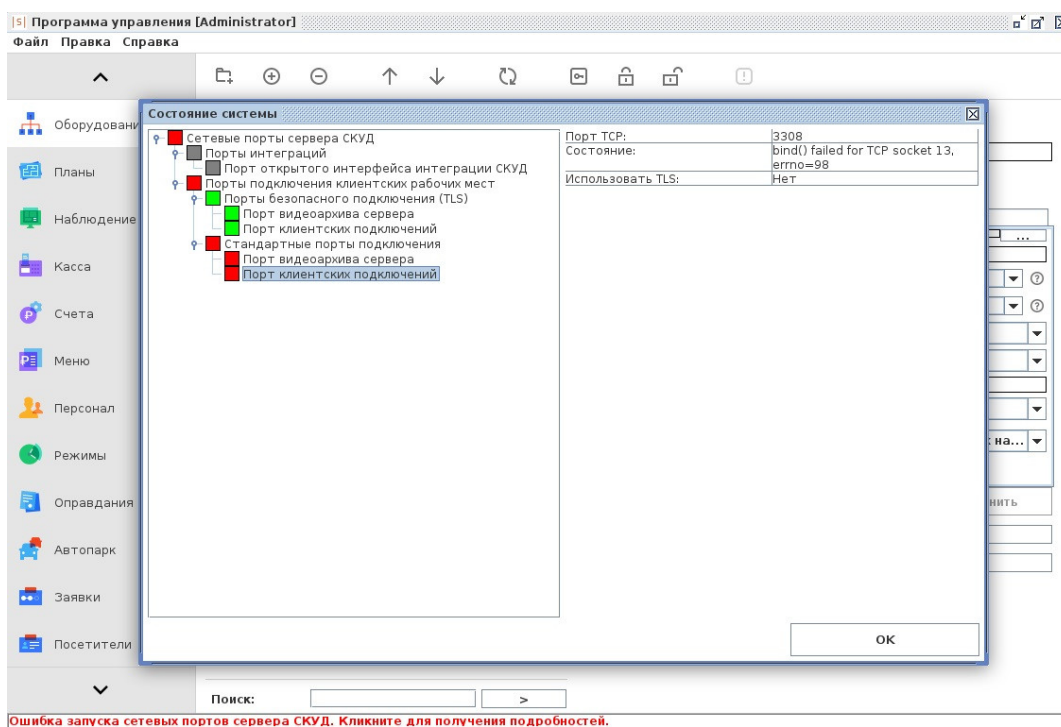 |s| Программа управления [Administrator]
Файл Правка Справка
Состояние системы
Оборудовани
Планы
Наблюдение
Касса
Счета
Меню
Персонал
Режимы
Оправдания
Автопарк
Заявки
Посетители
Сетевые порты сервера СКУД
Порты интеграций
Порт открытого интерфейса интеграции СКУД
Порты подключения клиентских рабочих мест
Порты безопасного подключения (TLS)
Порт видеоархива сервера
Порт клиентских подключений
Стандартные порты подключения
Порт видеоархива сервера
Порт клиентских подключений
Порт TCP: 3308
Состояние: bind() failed for TCP socket 13,
errno=98
Использовать TLS: Нет
...
на...
нить
ОК
Поиск: >
Ошибка запуска сетевых портов сервера СКУД. Кликните для получения подробностей.